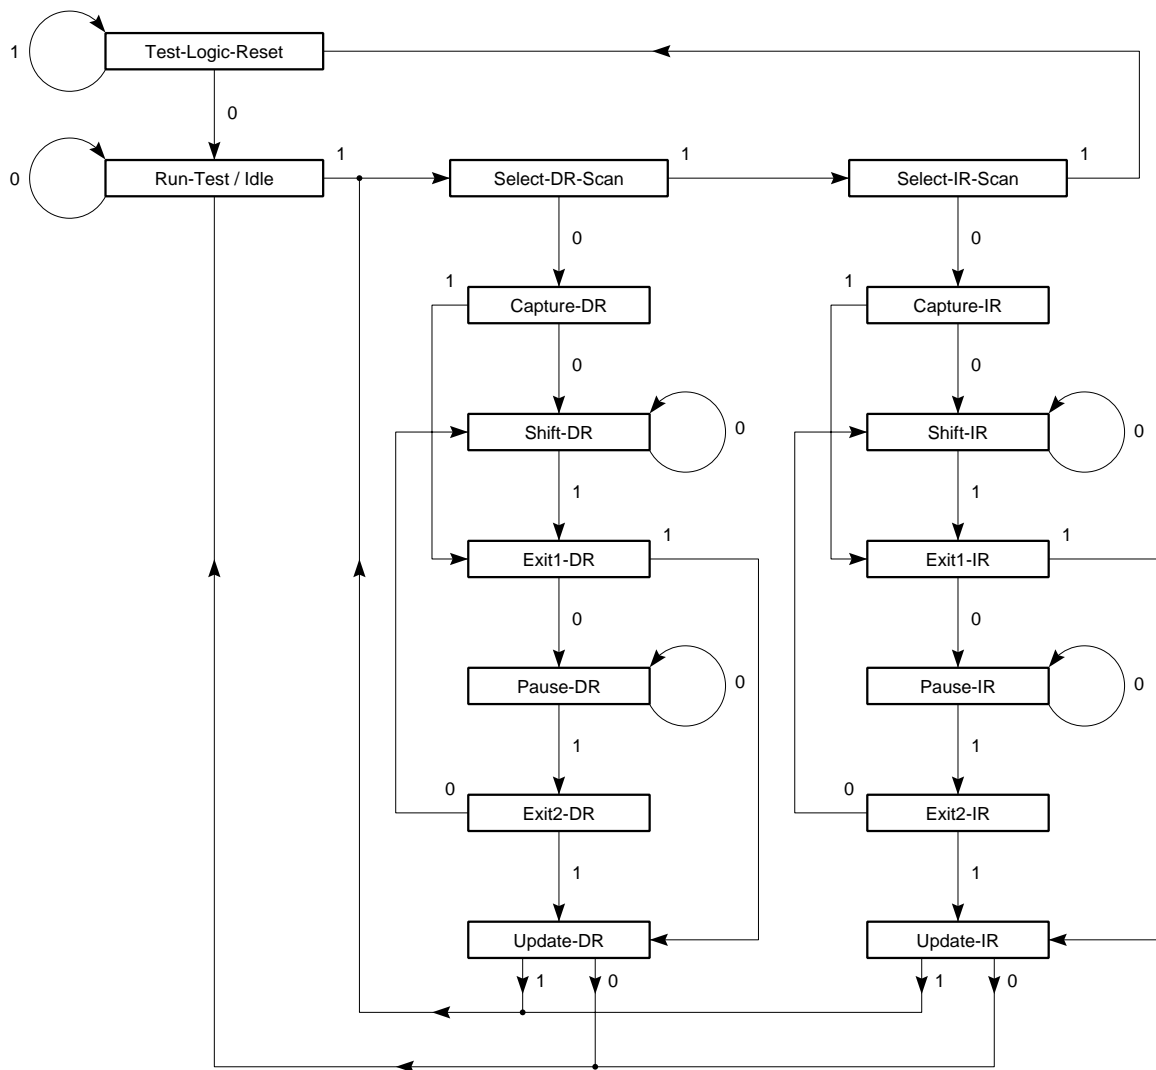 1
Test-Logic-Reset
0
0
Run-Test / Idle
1
Select-DR-Scan
1
Select-IR-Scan
1
0
0
1
Capture-DR
1
Capture-IR
0
0
Shift-DR
0
Shift-IR
0
1
1
Exit1-DR
1
Exit1-IR
1
0
0
Pause-DR
0
Pause-IR
0
1
1
0
Exit2-DR
0
Exit2-IR
1
1
Update-DR
Update-IR
1
0
1
0